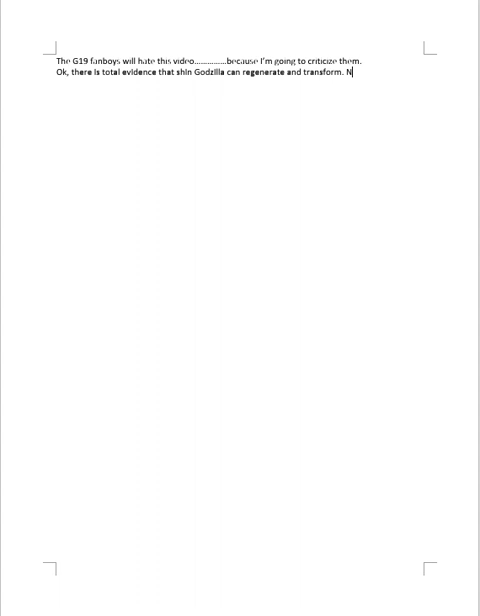 The G19 fanboys will hate this video...............because I'm going to criticize them.
Ok, there is total evidence that shin Godzilla can regenerate and transform. N